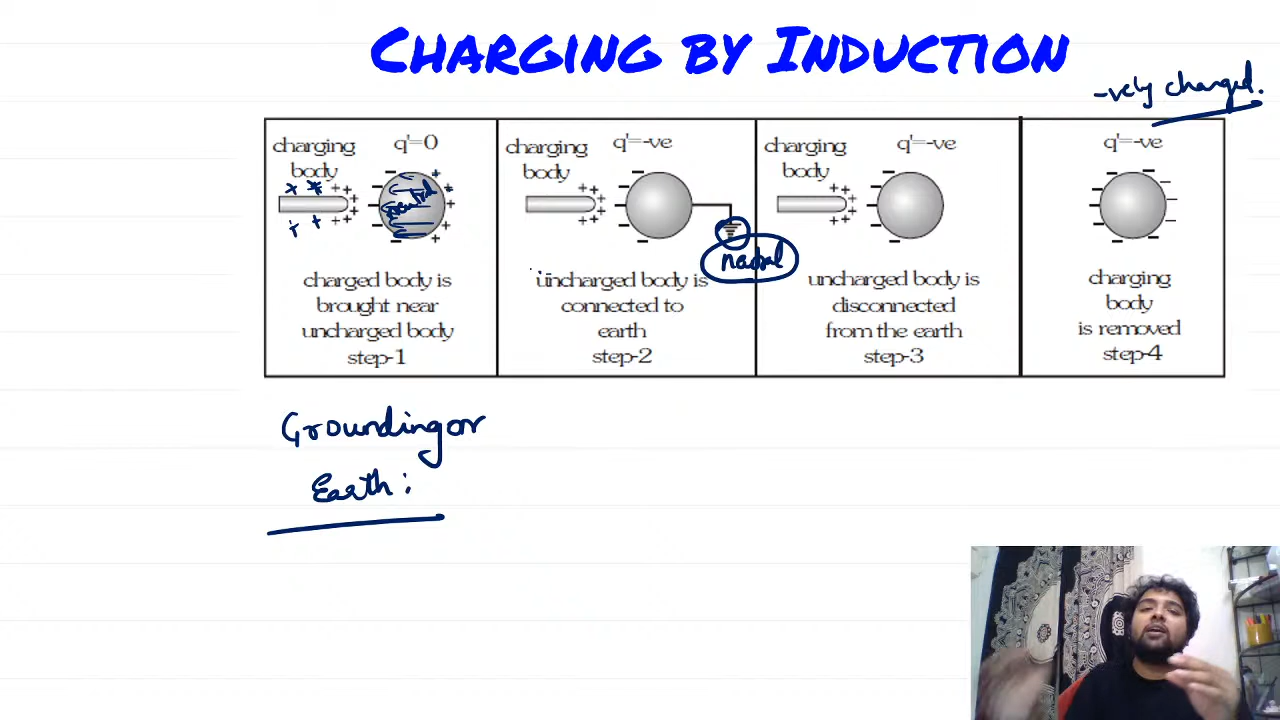 CHARGING BY INDUCTION
-vely charged.
charging
body
q'=0
neutral
charged body is
brought near
uncharged body
step-1
charging
body
q'=-ve
uncharged body is
connected to
earth
step-2
charging
body
q'=-ve
uncharged body is
disconnected
from the earth
step-3
q'=-ve
charging
body
is removed
step-4
Grounding or
Earth: